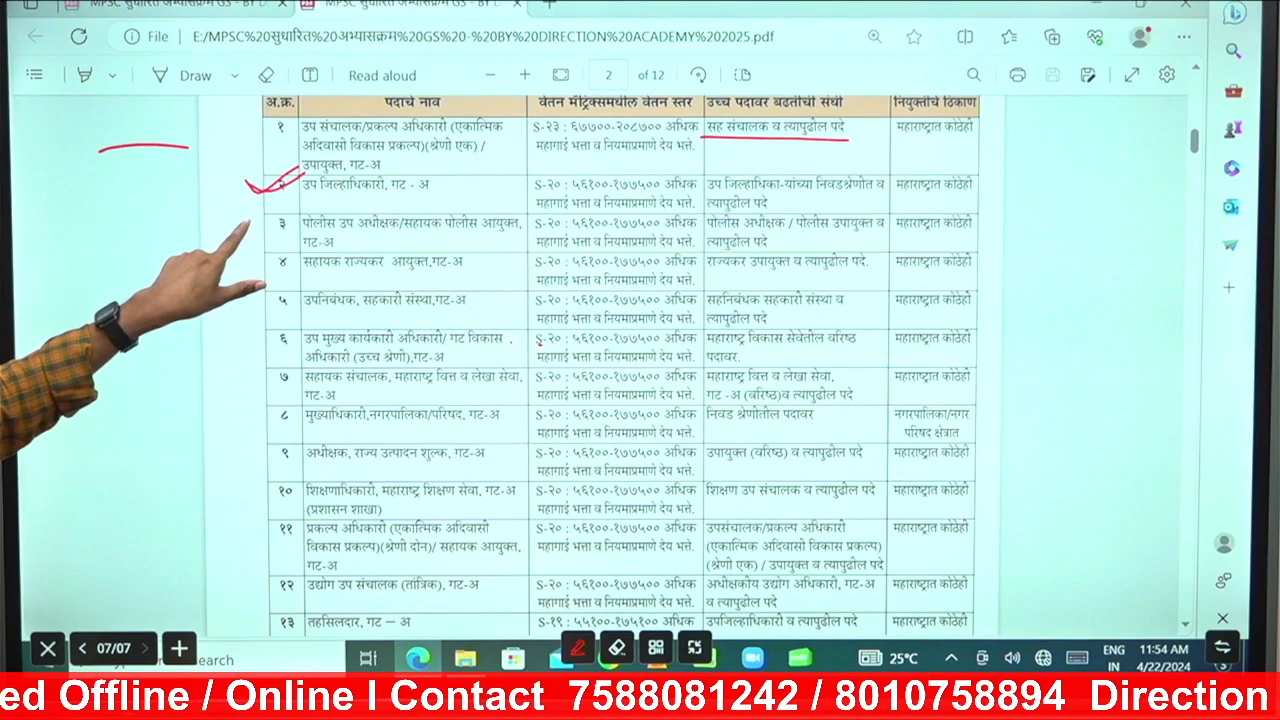 MPSC सुधारित अभ्यासक्रम GS - BY D
MPSC सुधारित अभ्यासक्रम GS - BY D
File E:/MPSC%20सुधारित%20अभ्यासक्रम%20GS%20-%20BY%20DIRECTION%20ACADEMY%202025.pdf
Draw Read aloud 2 of 12
अ.क्र. पदाचे नाव वेतन मॅट्रिक्समधील वेतन स्तर उच्च पदावर बढतीची संधी नियुक्तीचे ठिकाण
१ उप संचालक/प्रकल्प अधिकारी (एकात्मिक S-२३ : ६७७००-२०८७०० अधिक सह संचालक व त्यापुढील पदे महाराष्ट्रात कोठेही
अदिवासी विकास प्रकल्प)(श्रेणी एक) / महागाई भत्ता व नियमाप्रमाणे देय भत्ते.
उपायुक्त, गट-अ
उप जिल्हाधिकारी, गट - अ S-२० : ५६१००-१७७५०० अधिक उप जिल्हाधिका-यांच्या निवडश्रेणीत व महाराष्ट्रात कोठेही
महागाई भत्ता व नियमाप्रमाणे देय भत्ते. त्यापुढील पदे
३ पोलीस उप अधीक्षक/सहायक पोलीस आयुक्त, S-२० : ५६१००-१७७५०० अधिक पोलीस अधीक्षक / पोलीस उपायुक्त व महाराष्ट्रात कोठेही
गट-अ महागाई भत्ता व नियमाप्रमाणे देय भत्ते. त्यापुढील पदे
४ सहायक राज्यकर आयुक्त,गट-अ S-२० : ५६१००-१७७५०० अधिक राज्यकर उपायुक्त व त्यापुढील पदे. महाराष्ट्रात कोठेही
महागाई भत्ता व नियमाप्रमाणे देय भत्ते.
५ उपनिबंधक, सहकारी संस्था,गट-अ S-२० : ५६१००-१७७५०० अधिक सहनिबंधक सहकारी संस्था व महाराष्ट्रात कोठेही
महागाई भत्ता व नियमाप्रमाणे देय भत्ते. त्यापुढील पदे
६ उप मुख्य कार्यकारी अधिकारी/ गट विकास , S-२० : ५६१००-१७७५०० अधिक महाराष्ट्र विकास सेवेतील वरिष्ठ महाराष्ट्रात कोठेही
अधिकारी (उच्च श्रेणी),गट-अ महागाई भत्ता व नियमाप्रमाणे देय भत्ते. पदावर.
७ सहायक संचालक, महाराष्ट्र वित्त व लेखा सेवा, S-२० : ५६१००-१७७५०० अधिक महाराष्ट्र वित्त व लेखा सेवा, महाराष्ट्रात कोठेही
गट-अ महागाई भत्ता व नियमाप्रमाणे देय भत्ते. गट -अ (वरिष्ठ)व त्यापुढील पदे
८ मुख्याधिकारी,नगरपालिका/परिषद, गट-अ S-२० : ५६१००-१७७५०० अधिक निवड श्रेणीतील पदावर नगरपालिका/नगर
महागाई भत्ता व नियमाप्रमाणे देय भत्ते. परिषद क्षेत्रात
९ अधीक्षक, राज्य उत्पादन शुल्क, गट-अ S-२० : ५६१००-१७७५०० अधिक उपायुक्त (वरिष्ठ) व त्यापुढील पदे महाराष्ट्रात कोठेही
महागाई भत्ता व नियमाप्रमाणे देय भत्ते.
१० शिक्षणाधिकारी, महाराष्ट्र शिक्षण सेवा, गट-अ S-२० : ५६१००-१७७५०० अधिक शिक्षण उप संचालक व त्यापुढील पदे महाराष्ट्रात कोठेही
(प्रशासन शाखा) महागाई भत्ता व नियमाप्रमाणे देय भत्ते.
११ प्रकल्प अधिकारी (एकात्मिक अदिवासी S-२० : ५६१००-१७७५०० अधिक उपसंचालक/प्रकल्प अधिकारी महाराष्ट्रात कोठेही
विकास प्रकल्प)(श्रेणी दोन)/ सहायक आयुक्त, महागाई भत्ता व नियमाप्रमाणे देय भत्ते. (एकात्मिक अदिवासी विकास प्रकल्प)
गट-अ (श्रेणी एक) / उपायुक्त व त्यापुढील पदे
१२ उद्योग उप संचालक (तांत्रिक), गट-अ S-२० : ५६१००-१७७५०० अधिक अधीक्षकीय उद्योग अधिकारी, गट-अ महाराष्ट्रात कोठेही
महागाई भत्ता व नियमाप्रमाणे देय भत्ते. व त्यापुढील पदे
१३ तहसिलदार, गट – अ S-१९ : ५५१००-१७५१०० अधिक उपजिल्हाधिकारी व त्यापुढील पदे महाराष्ट्रात कोठेही
07/07 search 25°C ENG IN 11:54 AM 4/22/2024
ed Offline / Online l Contact 7588081242 / 8010758894 Direction